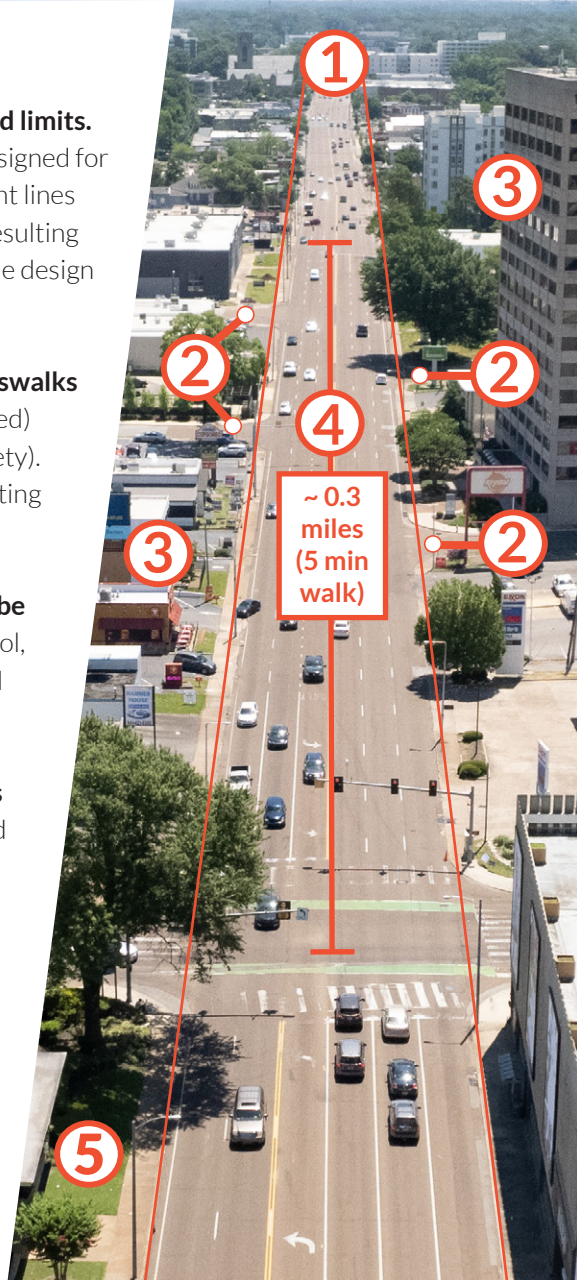 d limits.
signed for
nt lines
esulting
e design
swalks
ed)
ety).
ting
be
ol,
l
s
d
1
3
2
2
4
~ 0.3
miles
(5 min
walk)
2
3
5
EXXON